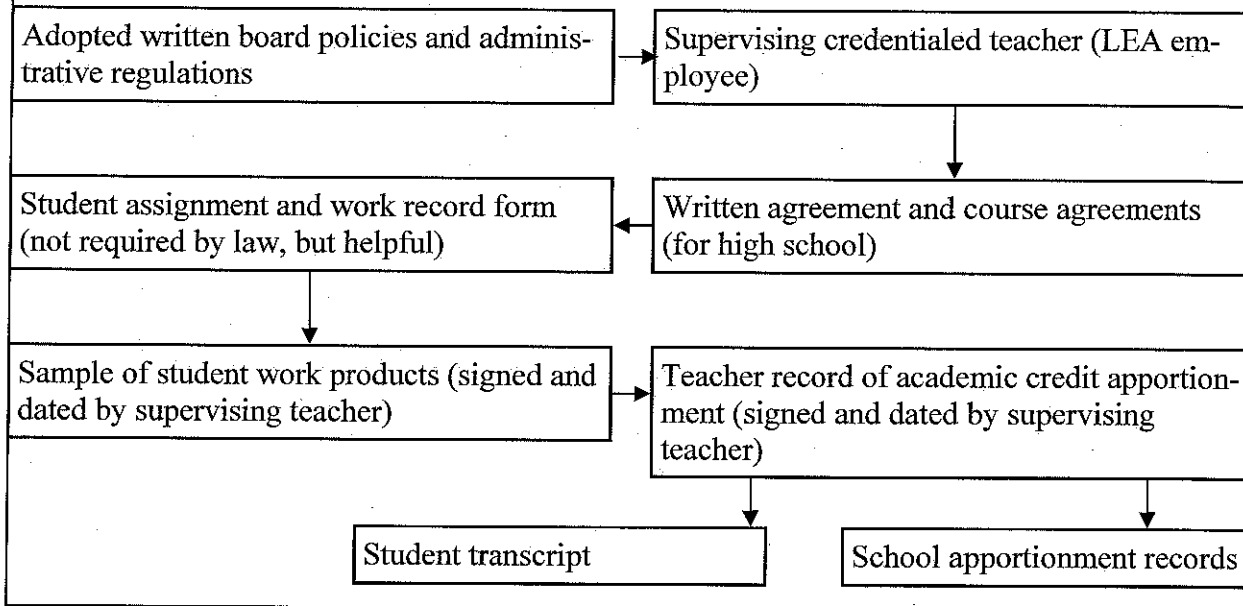 Adopted written board policies and adminis-
trative regulations
Supervising credentialed teacher (LEA em-
ployee)
Written agreement and course agreements
(for high school)
Student assignment and work record form
(not required by law, but helpful)
Sample of student work products (signed and
dated by supervising teacher)
Teacher record of academic credit apportion-
ment (signed and dated by supervising
teacher)
Student transcript
School apportionment records